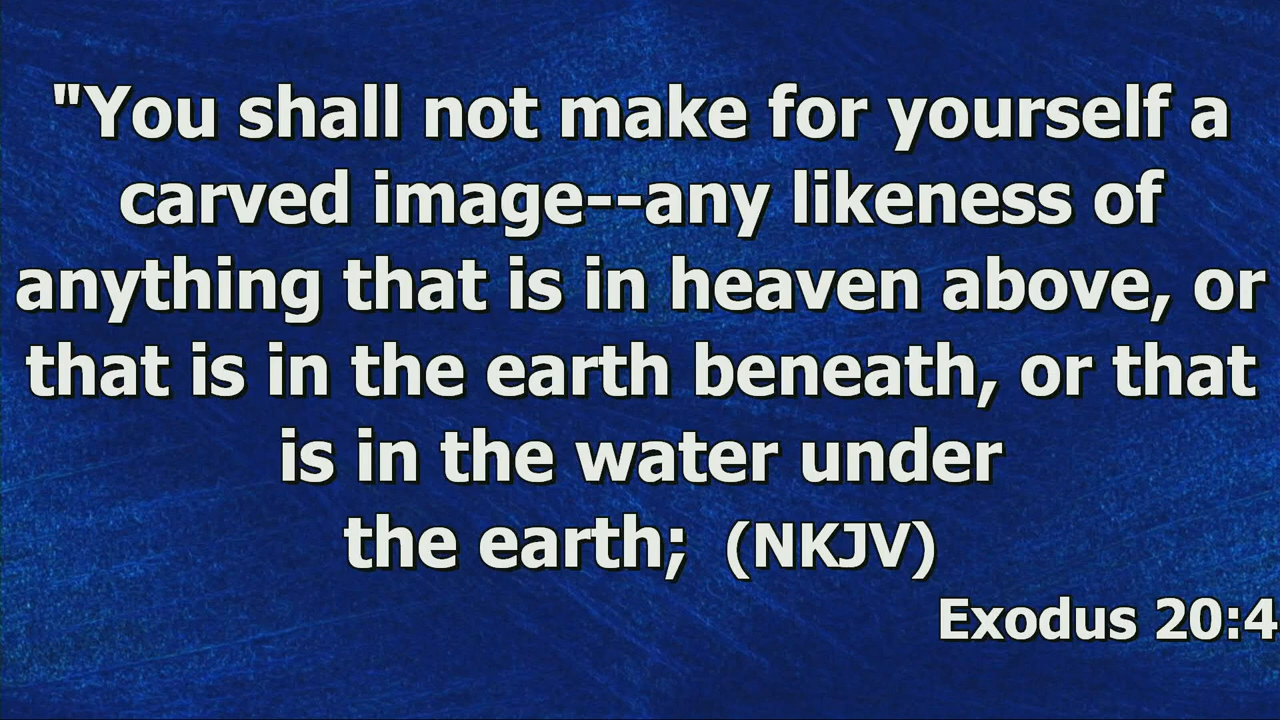 "You shall not make for yourself a
carved image--any likeness of
anything that is in heaven above, or
that is in the earth beneath, or that
is in the water under
the earth; (NKJV)
Exodus 20:4